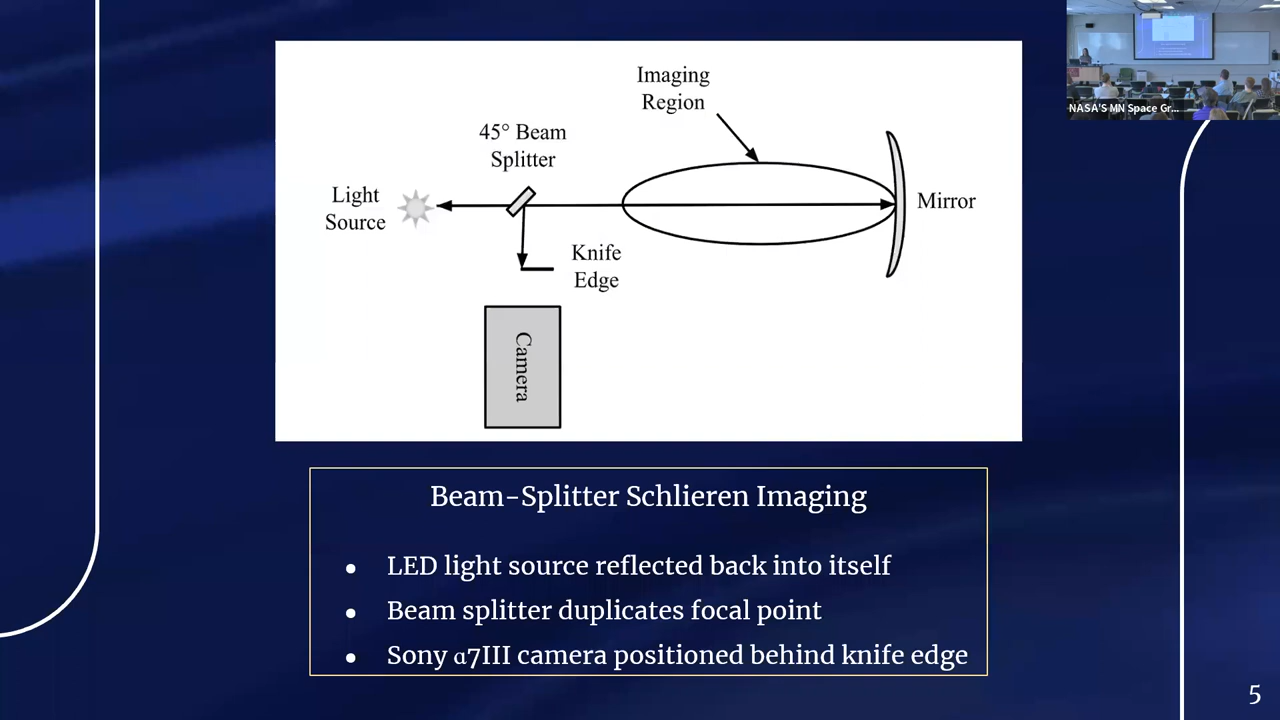 Imaging
Region
45° Beam
Splitter
Light
Source
Mirror
Knife
Edge
Camera
NASA'S MN Space Gr...
Beam-Splitter Schlieren Imaging
• LED light source reflected back into itself
• Beam splitter duplicates focal point
• Sony α7III camera positioned behind knife edge
5